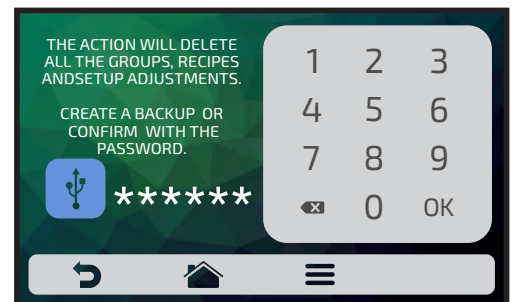 THE ACTION WILL DELETE
ALL THE GROUPS, RECIPES
ANDSETUP ADJUSTMENTS.
CREATE A BACKUP OR
CONFIRM WITH THE
PASSWORD.
******
1 2 3
4 5 6
7 8 9
0 OK